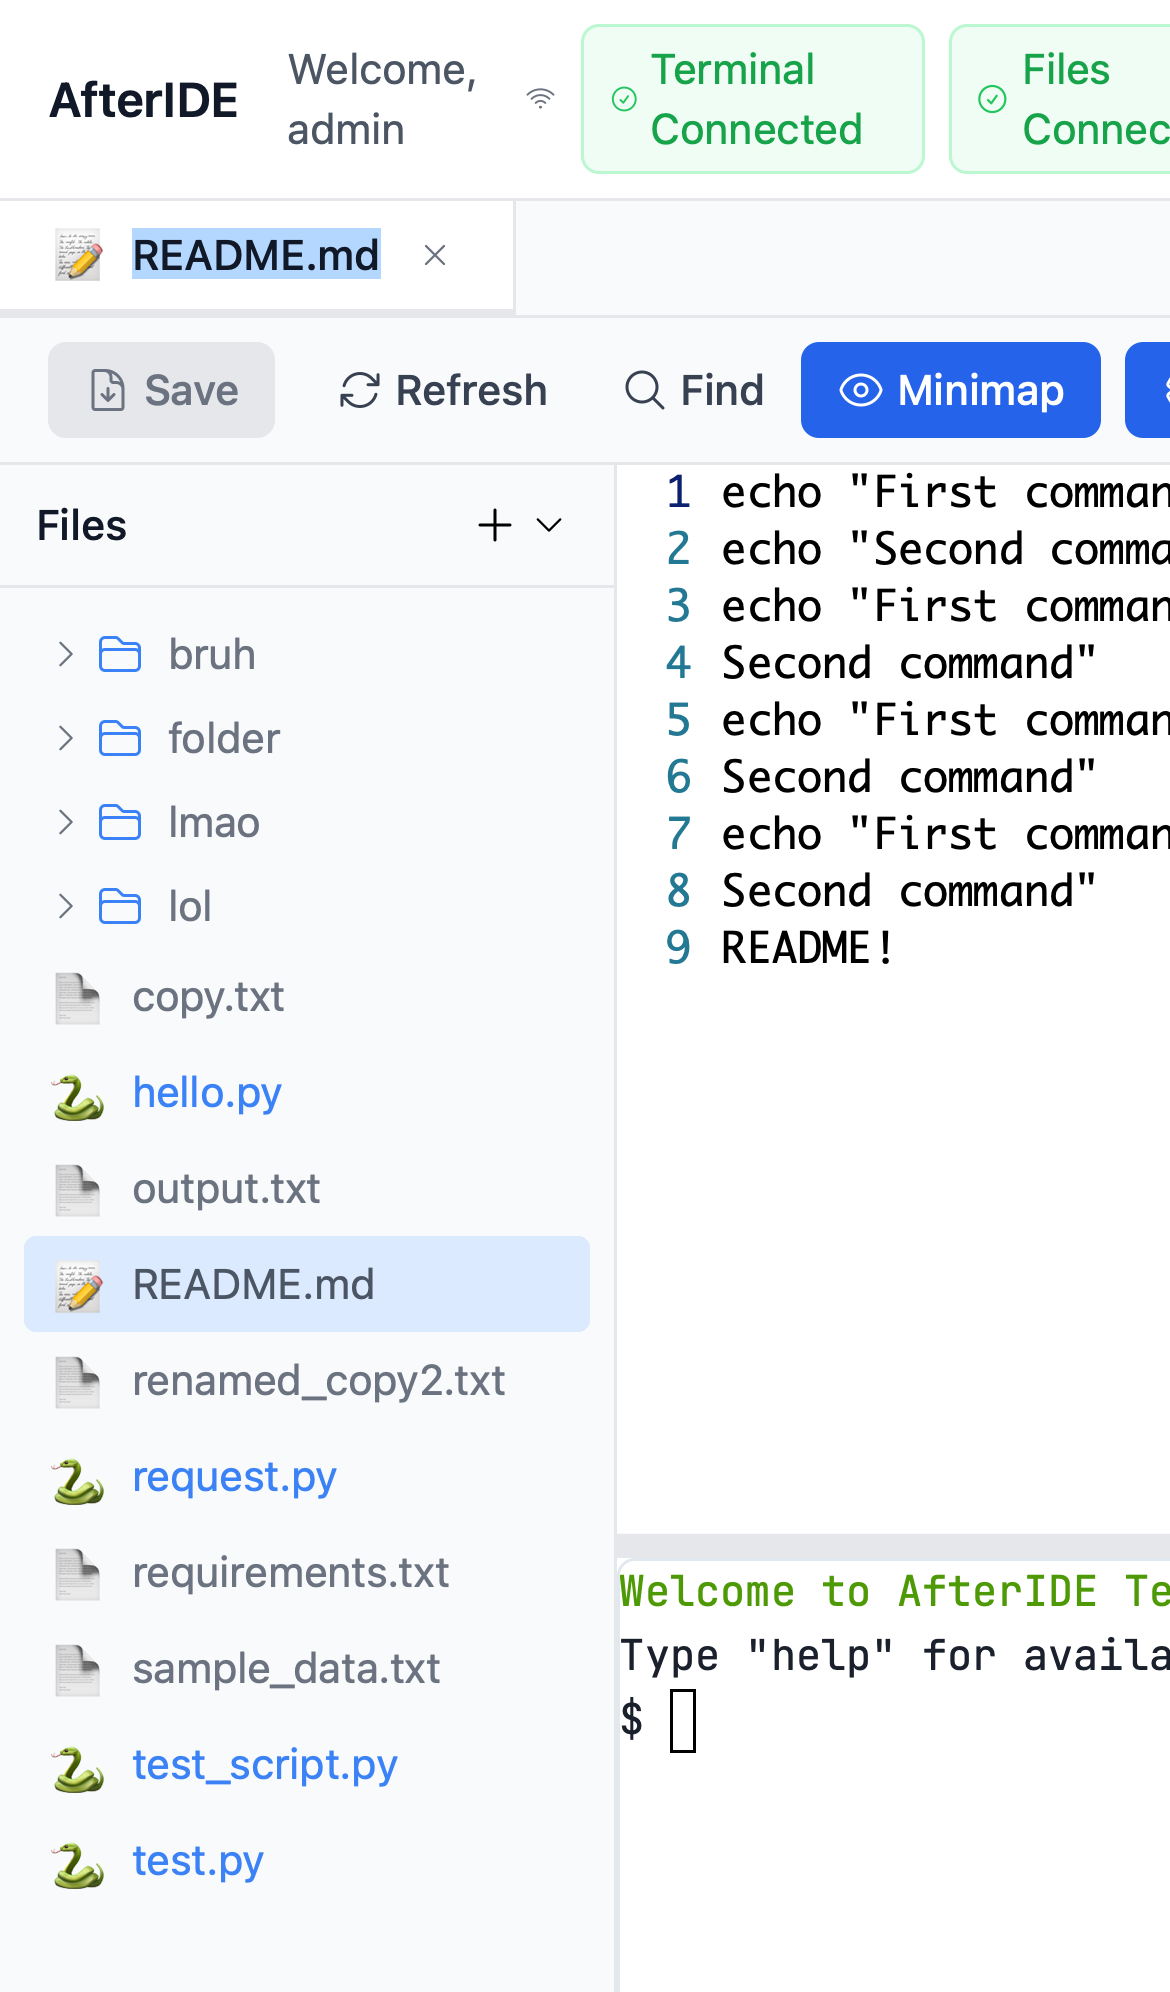 AfterIDE
Welcome,
admin
Terminal
Connected
Files
Connec
README.md
Save
Refresh
Find
Minimap
Files
bruh
folder
lmao
lol
copy.txt
hello.py
output.txt
README.md
renamed_copy2.txt
request.py
requirements.txt
sample_data.txt
test_script.py
test.py
1 echo "First comman
2 echo "Second comma
3 echo "First comman
4 Second command"
5 echo "First comman
6 Second command"
7 echo "First comman
8 Second command"
9 README!
Welcome to AfterIDE Te
Type "help" for availa
$